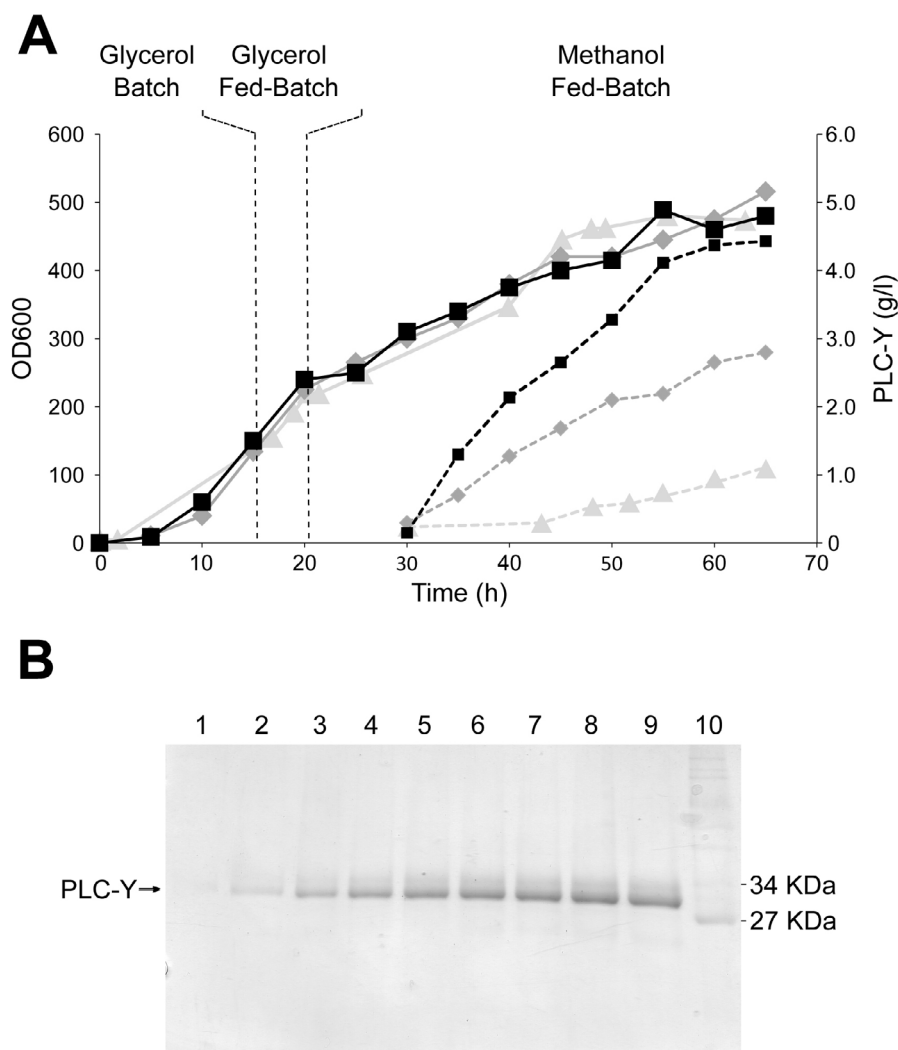 A
Glycerol Batch
Glycerol Fed-Batch
Methanol Fed-Batch
600
500
400
300
200
100
0
OD600
6.0
5.0
4.0
3.0
2.0
1.0
0
PLC-Y (g/l)
0 10 20 30 40 50 60 70
Time (h)
B
1 2 3 4 5 6 7 8 9 10
PLC-Y
34 KDa
27 KDa